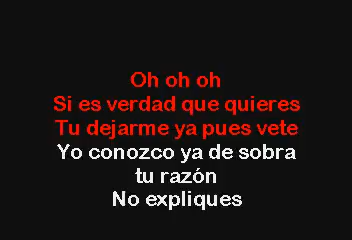 Oh oh oh
Si es verdad que quieres
Tu dejarme ya pues vete
Yo conozco ya de sobra
tu razón
No expliques